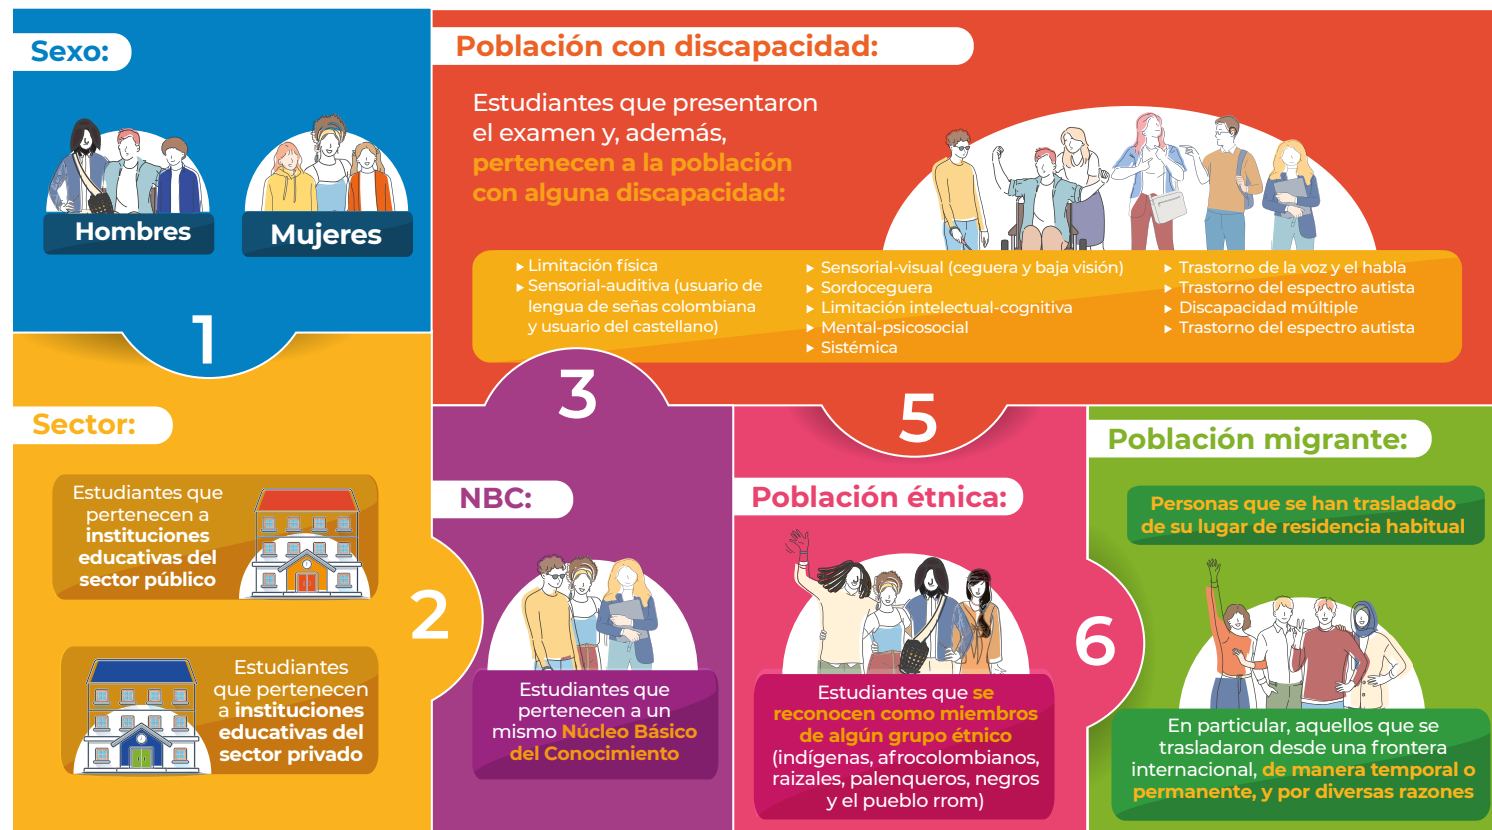 Sexo:
Hombres
Mujeres
1
Sector:
Estudiantes que
pertenecen a
instituciones
educativas del
sector público
Estudiantes
que pertenecen
a instituciones
educativas del
sector privado
2
Población con discapacidad:
Estudiantes que presentaron
el examen y, además,
pertenecen a la población
con alguna discapacidad:
▸ Limitación física
▸ Sensorial-auditiva (usuario de
lengua de señas colombiana
y usuario del castellano)
▸ Sensorial-visual (ceguera y baja visión)
▸ Sordoceguera
▸ Limitación intelectual-cognitiva
▸ Mental-psicosocial
▸ Sistémica
▸ Trastorno de la voz y el habla
▸ Trastorno del espectro autista
▸ Discapacidad múltiple
▸ Trastorno del espectro autista
3
NBC:
Estudiantes que
pertenecen a un
mismo Núcleo Básico
del Conocimiento
5
Población étnica:
Estudiantes que se
reconocen como miembros
de algún grupo étnico
(indígenas, afrocolombianos,
raizales, palenqueros, negros
y el pueblo rrom)
6
Población migrante:
Personas que se han trasladado
de su lugar de residencia habitual
En particular, aquellos que se
trasladaron desde una frontera
internacional, de manera temporal o
permanente, y por diversas razones